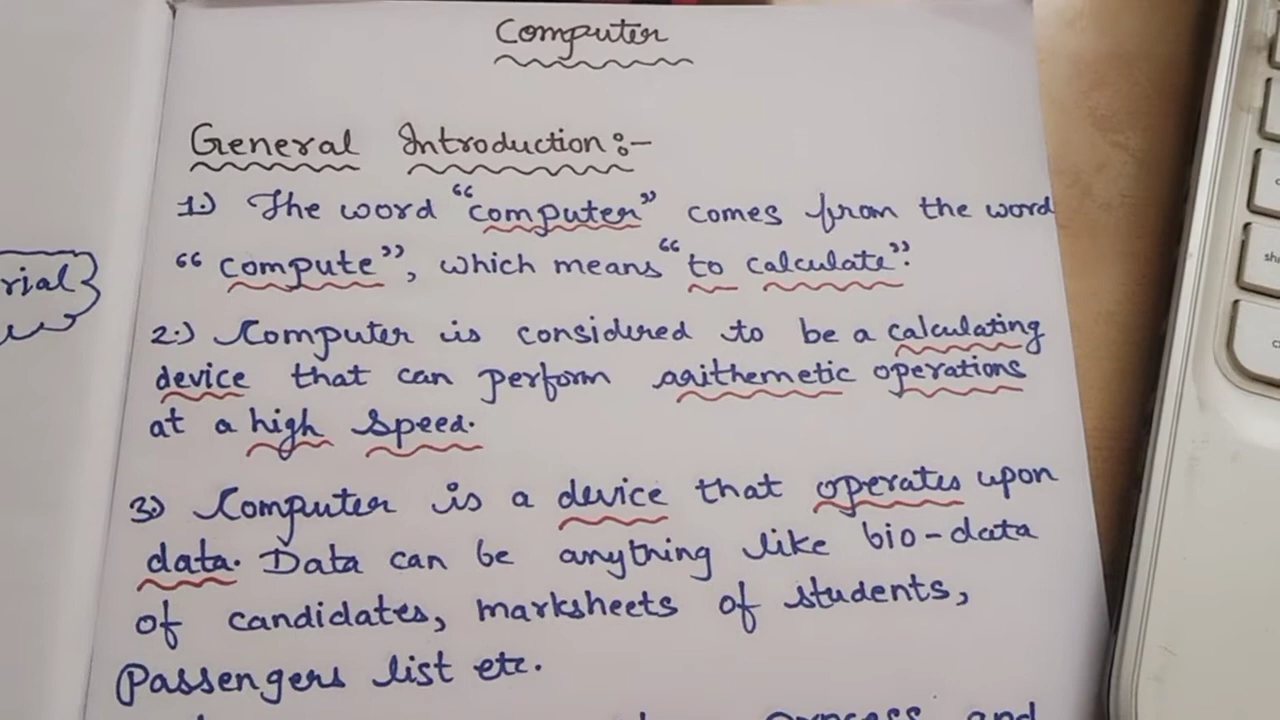 Computer
General Introduction:-
1.) The word "computer" comes from the word
"compute", which means "to calculate".
2.) Computer is considered to be a calculating
device that can perform arithemetic operations
at a high speed.
3.) Computer is a device that operates upon
data. Data can be anything like bio-data
of candidates, marksheets of students,
Passengers list etc.
and
rial